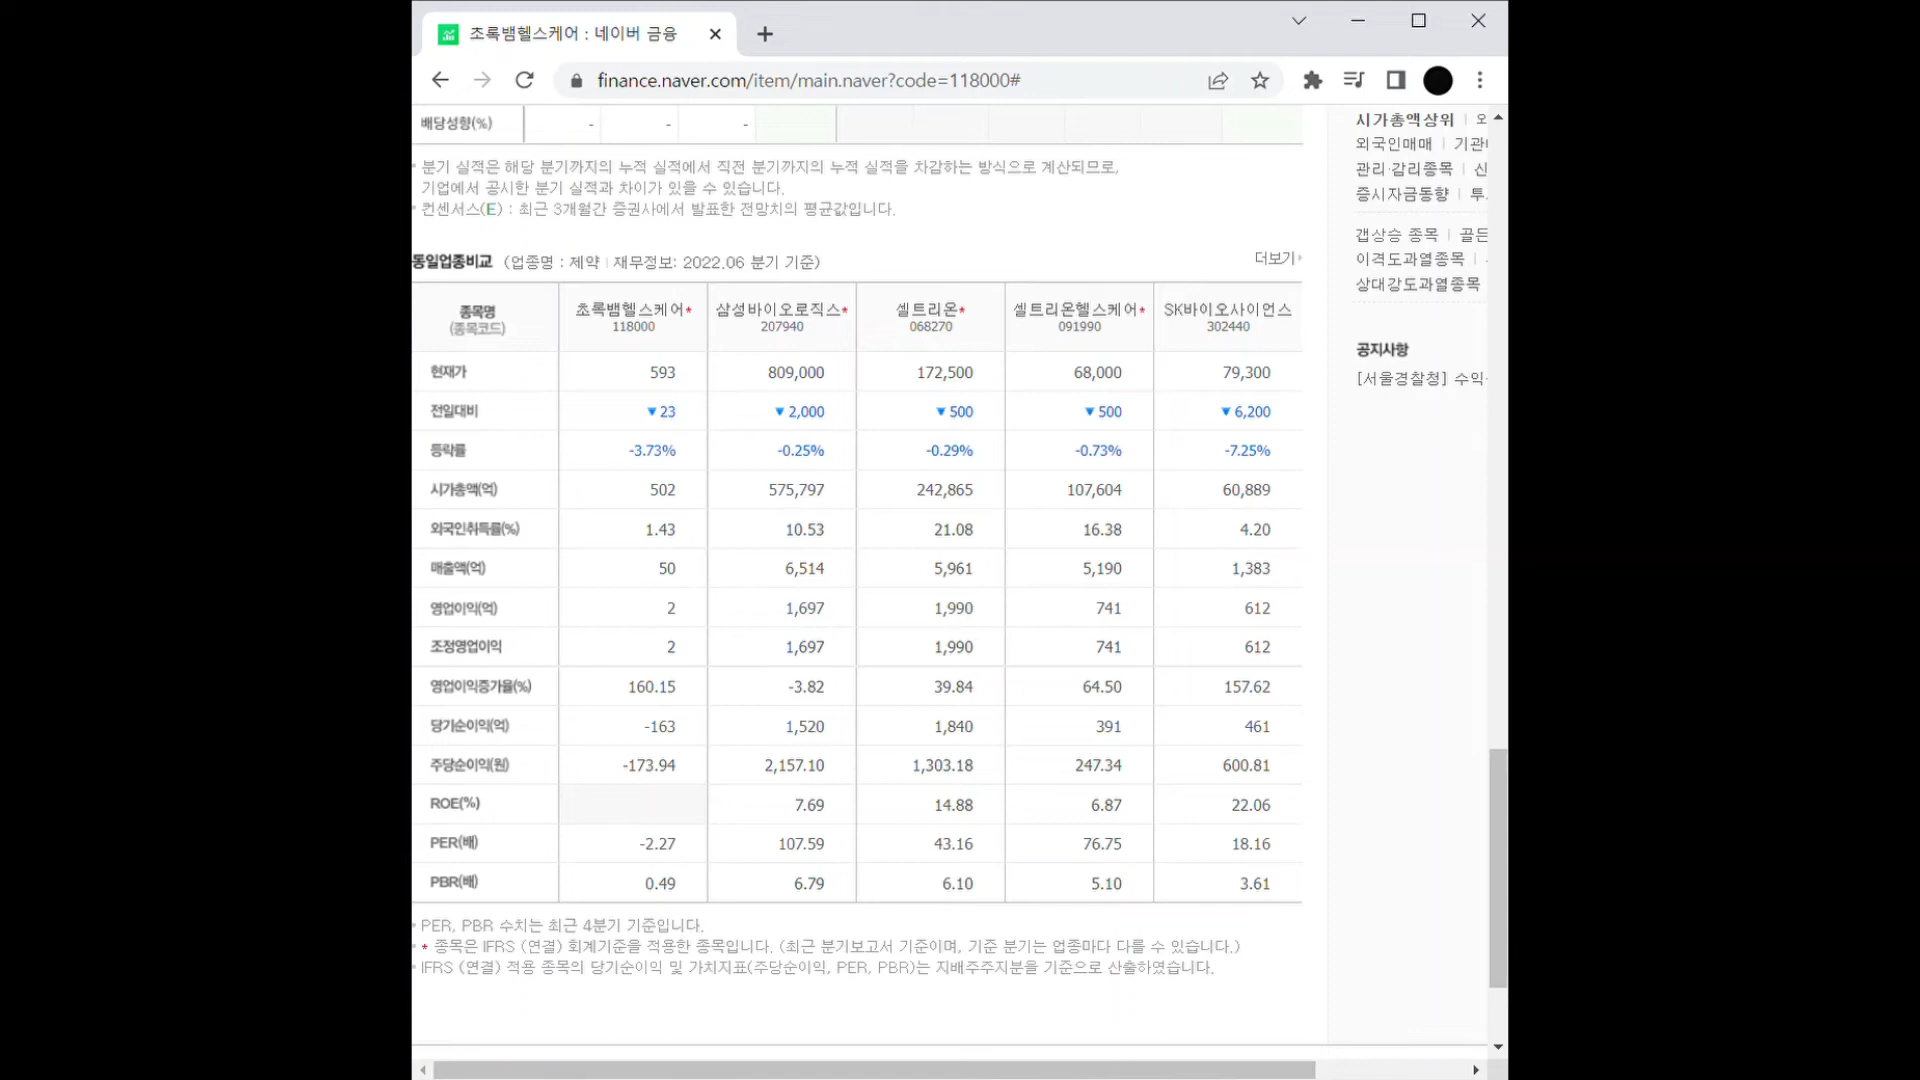 초록뱀헬스케어 : 네이버 금융
finance.naver.com/item/main.naver?code=118000#
배당성향(%) - - -
분기 실적은 해당 분기까지의 누적 실적에서 직전 분기까지의 누적 실적을 차감하는 방식으로 계산되므로,
기업에서 공시한 분기 실적과 차이가 있을 수 있습니다.
컨센서스(E) : 최근 3개월간 증권사에서 발표한 전망치의 평균값입니다.
동일업종비교 (업종명 : 제약 | 재무정보: 2022.06 분기 기준) 더보기
종목명 초록뱀헬스케어* 삼성바이오로직스* 셀트리온* 셀트리온헬스케어* SK바이오사이언스
(종목코드) 118000 207940 068270 091990 302440
현재가 593 809,000 172,500 68,000 79,300
전일대비 ▼23 ▼2,000 ▼500 ▼500 ▼6,200
등락률 -3.73% -0.25% -0.29% -0.73% -7.25%
시가총액(억) 502 575,797 242,865 107,604 60,889
외국인취득률(%) 1.43 10.53 21.08 16.38 4.20
매출액(억) 50 6,514 5,961 5,190 1,383
영업이익(억) 2 1,697 1,990 741 612
조정영업이익 2 1,697 1,990 741 612
영업이익증가율(%) 160.15 -3.82 39.84 64.50 157.62
당기순이익(억) -163 1,520 1,840 391 461
주당순이익(원) -173.94 2,157.10 1,303.18 247.34 600.81
ROE(%) 7.69 14.88 6.87 22.06
PER(배) -2.27 107.59 43.16 76.75 18.16
PBR(배) 0.49 6.79 6.10 5.10 3.61
PER, PBR 수치는 최근 4분기 기준입니다.
* 종목은 IFRS (연결) 회계기준을 적용한 종목입니다. (최근 분기보고서 기준이며, 기준 분기는 업종마다 다를 수 있습니다.)
IFRS (연결) 적용 종목의 당기순이익 및 가치지표(주당순이익, PER, PBR)는 지배주주지분을 기준으로 산출하였습니다.
시가총액상위 |
외국인매매 | 기관
관리·감리종목 | 신
증시자금동향 | 투
갭상승 종목 | 골든
이격도과열종목 |
상대강도과열종목
공지사항
[서울경찰청] 수익